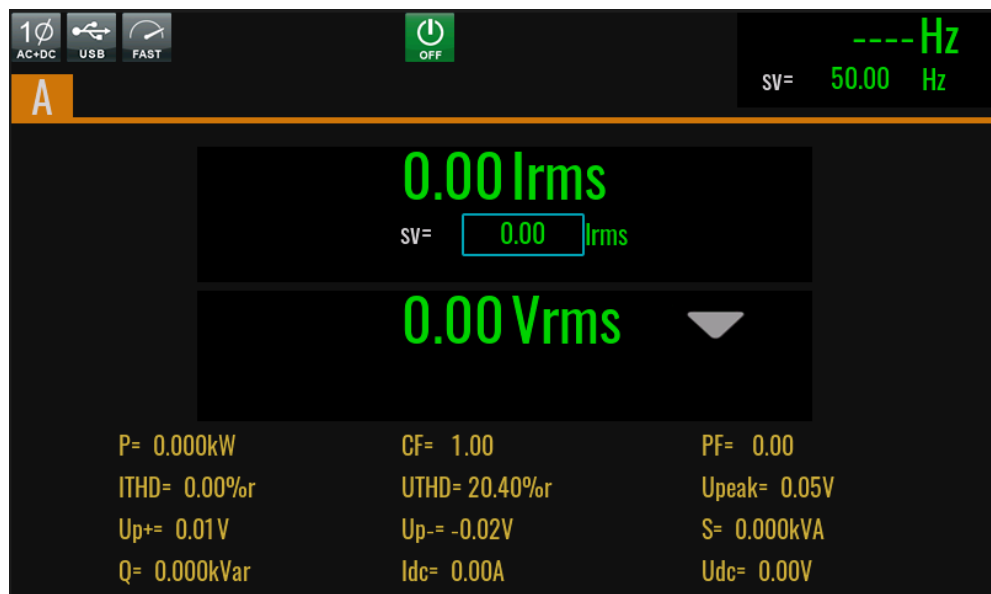 1Ø AC+DC USB FAST OFF ---- Hz
sv= 50.00 Hz
A
0.00 Irms
sv= 0.00 Irms
0.00 Vrms
P= 0.000kW CF= 1.00 PF= 0.00
ITHD= 0.00%r UTHD= 20.40%r Upeak= 0.05V
Up+= 0.01V Up-= -0.02V S= 0.000kVA
Q= 0.000kVar Idc= 0.00A Udc= 0.00V